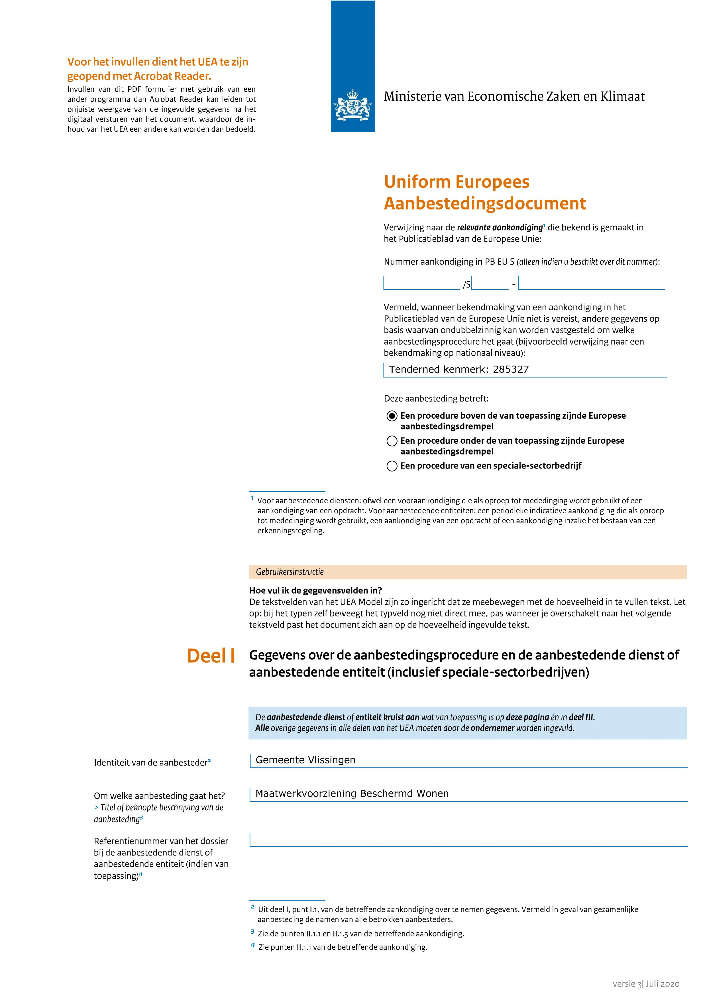 Voor het invullen dient het UEA te zijn
geopend met Acrobat Reader.
Invullen van dit PDF formulier met gebruik van een
ander programma dan Acrobat Reader kan leiden tot
onjuiste weergave van de ingevulde gegevens na het
digitaal versturen van het document, waardoor de in-
houd van het UEA een andere kan worden dan bedoeld.
Ministerie van Economische Zaken en Klimaat
Uniform Europees
Aanbestedingsdocument
Verwijzing naar de relevante aankondiging¹ die bekend is gemaakt in
het Publicatieblad van de Europese Unie:
Nummer aankondiging in PB EU S (alleen indien u beschikt over dit nummer):
/S -
Vermeld, wanneer bekendmaking van een aankondiging in het
Publicatieblad van de Europese Unie niet is vereist, andere gegevens op
basis waarvan ondubbelzinnig kan worden vastgesteld om welke
aanbestedingsprocedure het gaat (bijvoorbeeld verwijzing naar een
bekendmaking op nationaal niveau):
Tenderned kenmerk: 285327
Deze aanbesteding betreft:
Een procedure boven de van toepassing zijnde Europese
aanbestedingsdrempel
Een procedure onder de van toepassing zijnde Europese
aanbestedingsdrempel
Een procedure van een speciale-sectorbedrijf
¹ Voor aanbestedende diensten: ofwel een vooraankondiging die als oproep tot mededinging wordt gebruikt of een
aankondiging van een opdracht. Voor aanbestedende entiteiten: een periodieke indicatieve aankondiging die als oproep
tot mededinging wordt gebruikt, een aankondiging van een opdracht of een aankondiging inzake het bestaan van een
erkenningsregeling.
Gebruikersinstructie
Hoe vul ik de gegevensvelden in?
De tekstvelden van het UEA Model zijn zo ingericht dat ze meebewegen met de hoeveelheid in te vullen tekst. Let
op: bij het typen zelf beweegt het typveld nog niet direct mee, pas wanneer je overschakelt naar het volgende
tekstveld past het document zich aan op de hoeveelheid ingevulde tekst.
Deel I Gegevens over de aanbestedingsprocedure en de aanbestedende dienst of
aanbestedende entiteit (inclusief speciale-sectorbedrijven)
De aanbestedende dienst of entiteit kruist aan wat van toepassing is op deze pagina én in deel III.
Alle overige gegevens in alle delen van het UEA moeten door de ondernemer worden ingevuld.
Identiteit van de aanbesteder²
Gemeente Vlissingen
Om welke aanbesteding gaat het?
> Titel of beknopte beschrijving van de
aanbesteding³
Maatwerkvoorziening Beschermd Wonen
Referentienummer van het dossier
bij de aanbestedende dienst of
aanbestedende entiteit (indien van
toepassing)⁴
² Uit deel I, punt I.1, van de betreffende aankondiging over te nemen gegevens. Vermeld in geval van gezamenlijke
aanbesteding de namen van alle betrokken aanbesteders.
³ Zie de punten II.1.1 en II.1.3 van de betreffende aankondiging.
⁴ Zie punten II.1.1 van de betreffende aankondiging.
versie 3| Juli 2020